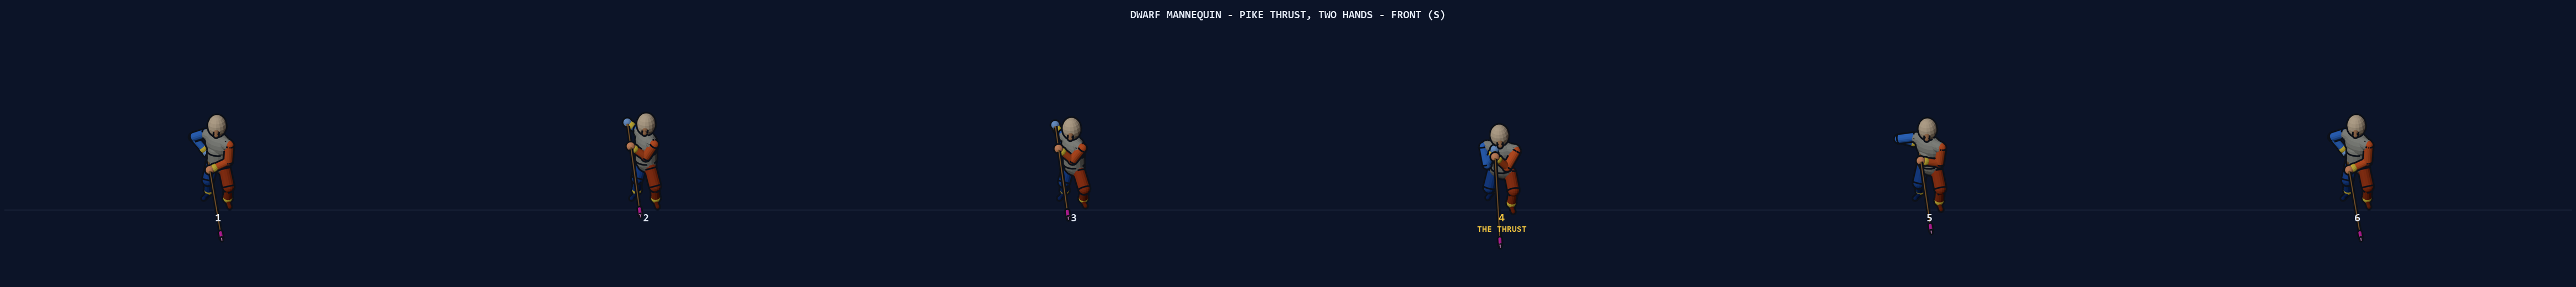 DWARF MANNEQUIN - PIKE THRUST, TWO HANDS - FRONT (S)
1 2 3 4 5 6
THE THRUST